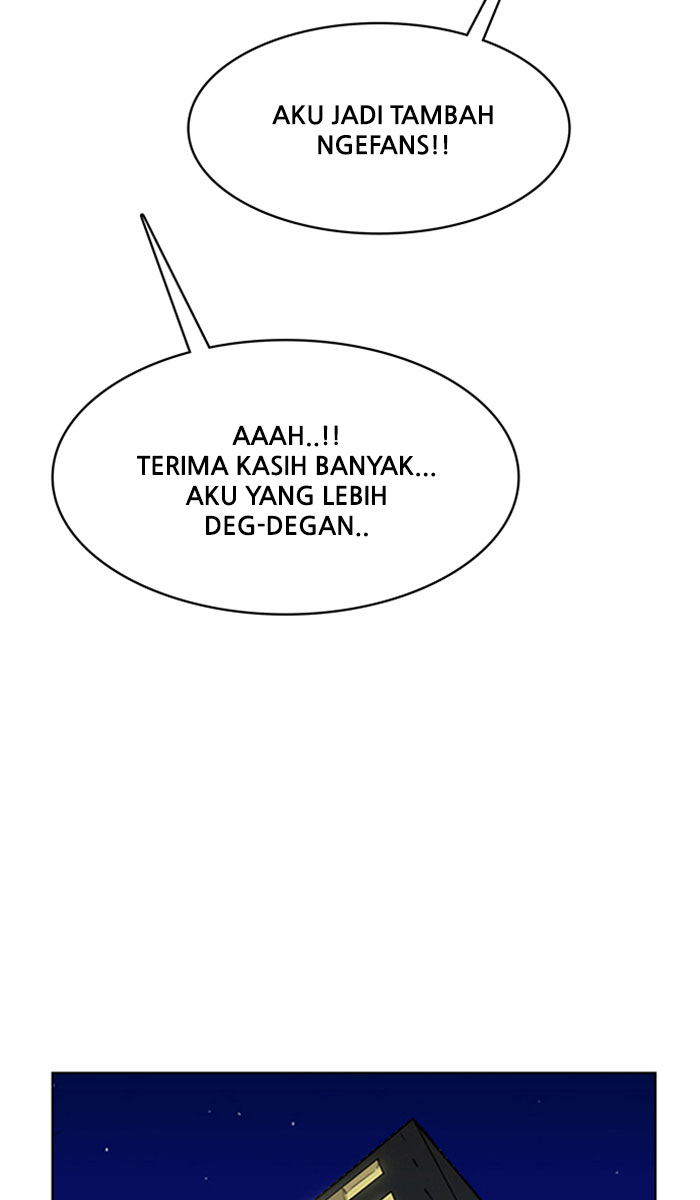 AKU JADI TAMBAH
NGEFANS!!
AAAH..!!
TERIMA KASIH BANYAK...
AKU YANG LEBIH
DEG-DEGAN..